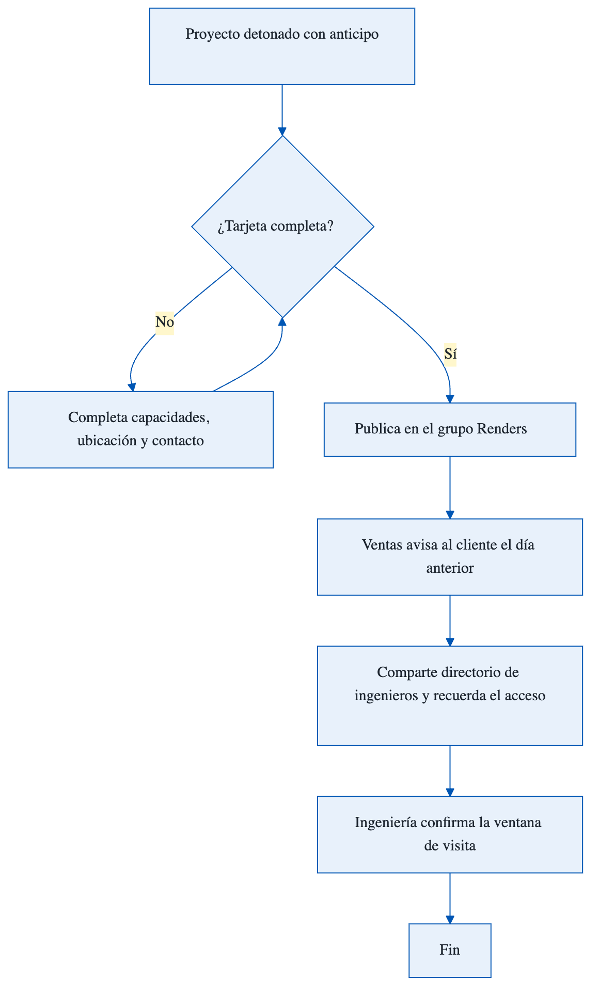 Proyecto detonado con anticipo
¿Tarjeta completa?
No
Sí
Completa capacidades,
ubicación y contacto
Publica en el grupo Renders
Ventas avisa al cliente el día
anterior
Comparte directorio de
ingenieros y recuerda el acceso
Ingeniería confirma la ventana
de visita
Fin